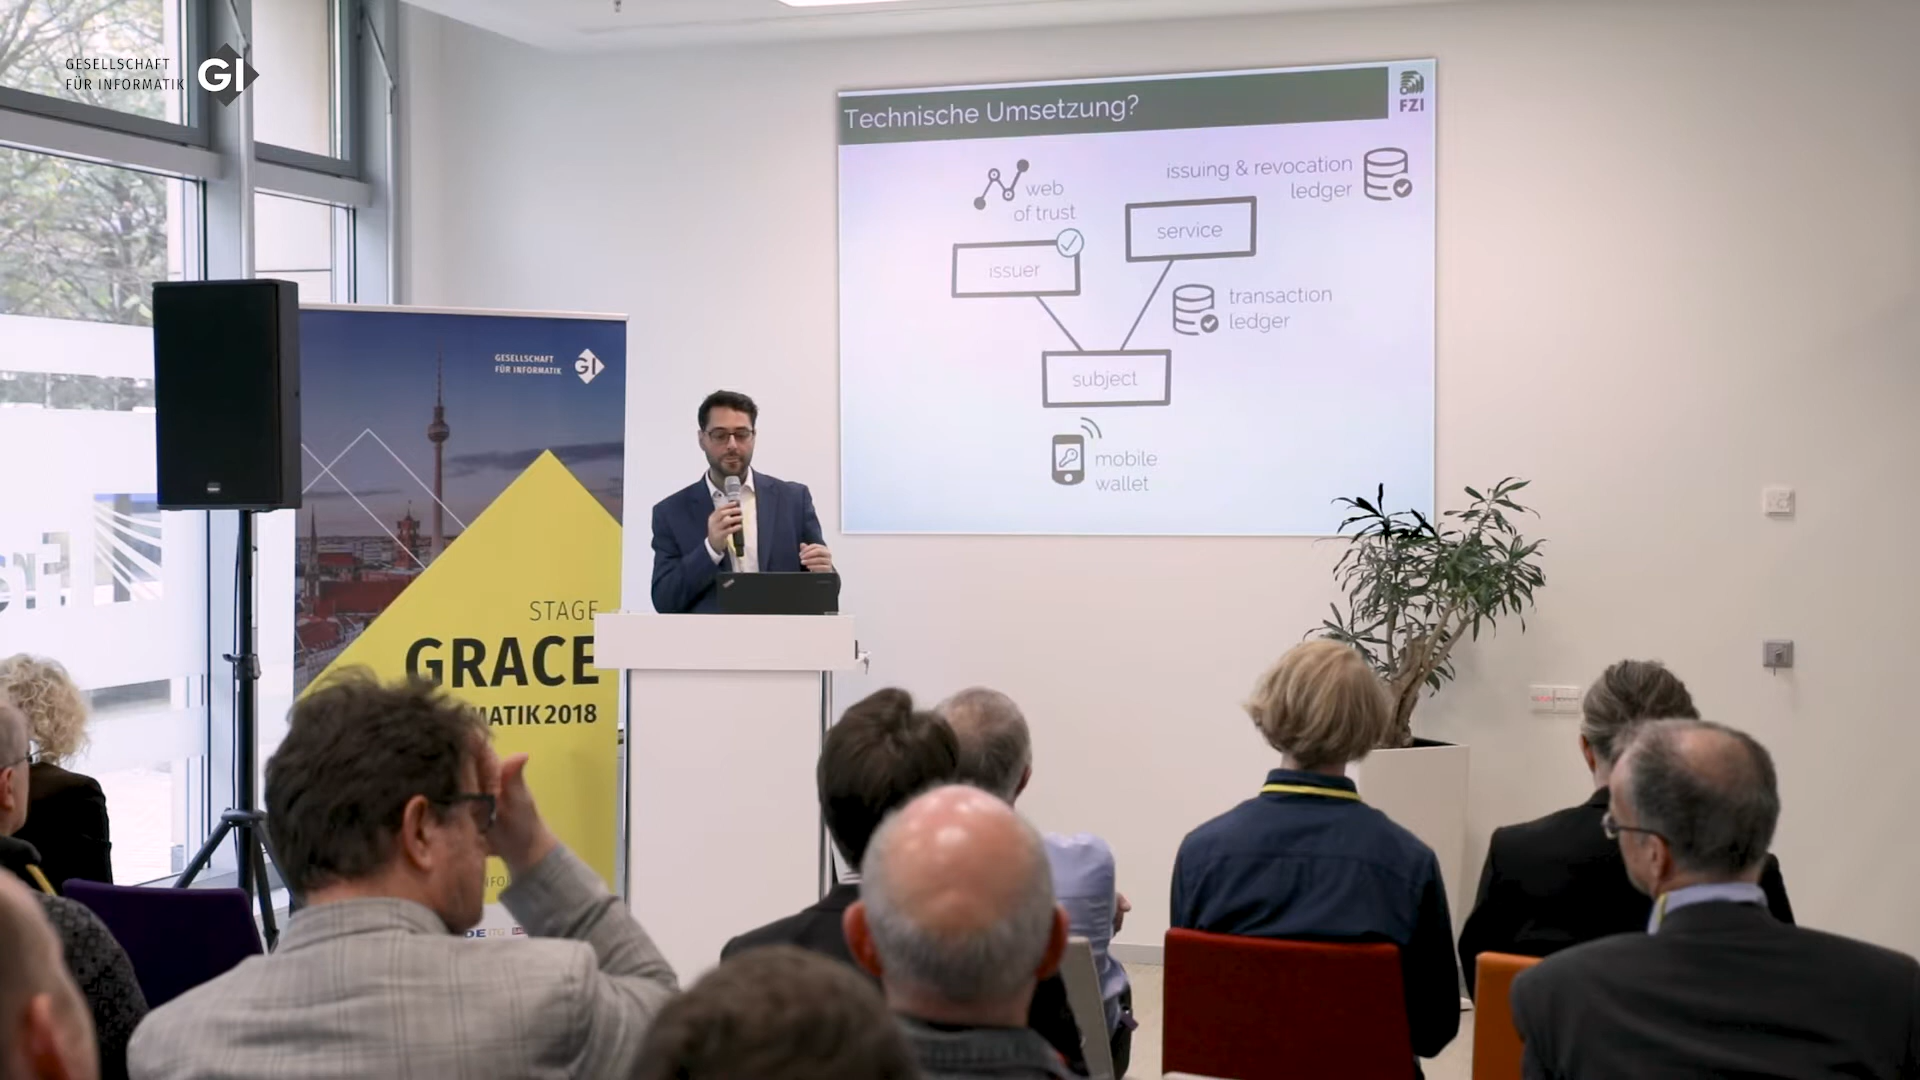 GESELLSCHAFT
FÜR INFORMATIK
GI
Technische Umsetzung?
FZI
web
of trust
issuing & revocation
ledger
service
issuer
transaction
ledger
subject
mobile
wallet
GESELLSCHAFT
FÜR INFORMATIK
GI
STAGE
GRACE
MATIK 2018